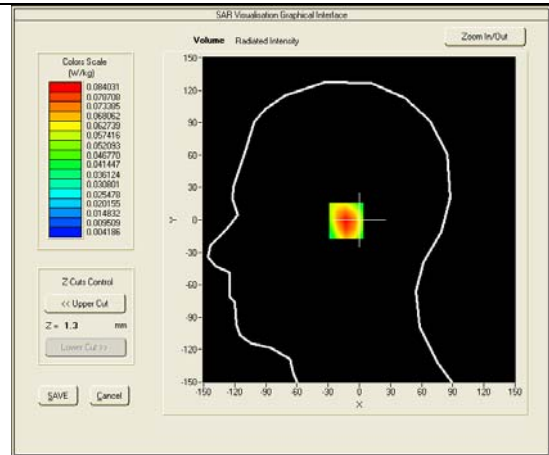 SAR Visualisation Graphical Interface
Volume Radiated Intensity
Zoom In/Out
Colors Scale
(W/kg)
0.084031
0.078708
0.073385
0.068062
0.062739
0.057416
0.052093
0.046770
0.041447
0.036124
0.030801
0.025478
0.020155
0.014832
0.009509
0.004186
Z Cuts Control
<< Upper Cut
Z = 1.3 mm
Lower Cut >>
SAVE Cancel
150-
120-
90-
60-
30-
0-
-30-
-60-
-90-
-120-
-150-
Y
-150 -120 -90 -60 -30 0 30 60 90 120 150
X